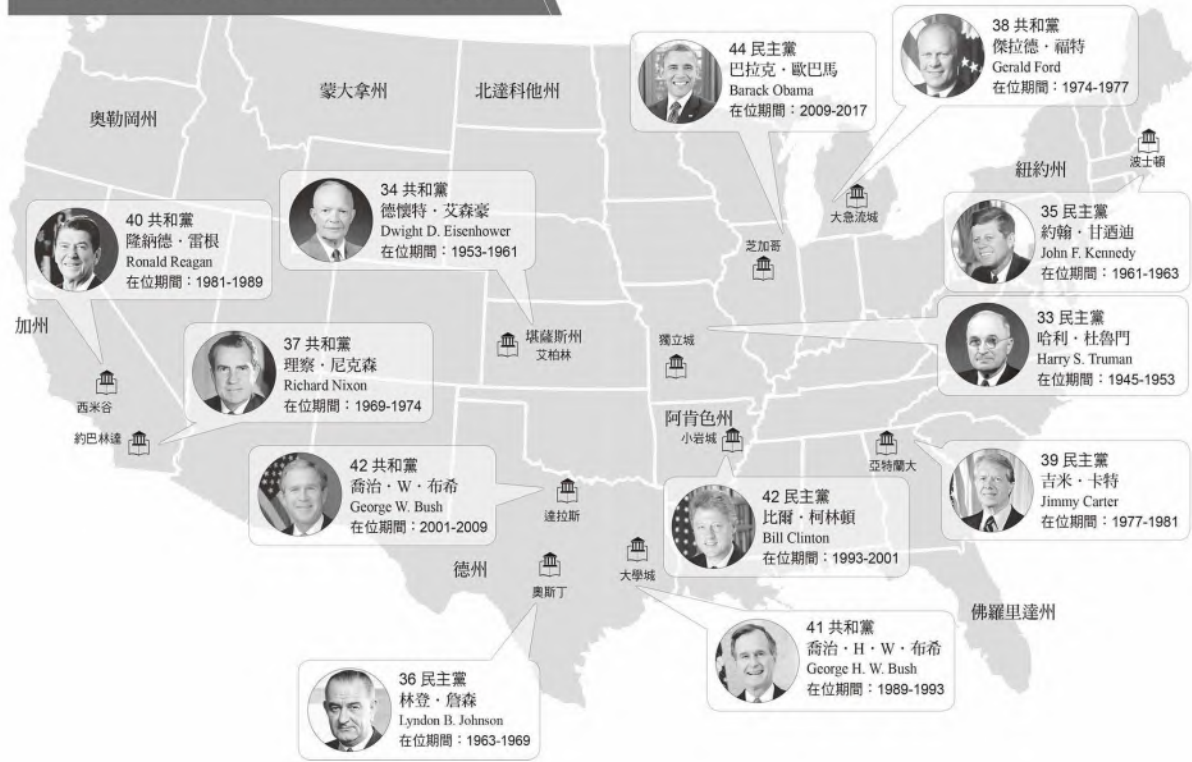 44 民主黨
巴拉克・歐巴馬
Barack Obama
在位期間：2009-2017
38 共和黨
傑拉德・福特
Gerald Ford
在位期間：1974-1977
蒙大拿州
北達科他州
奧勒岡州
波士頓
紐約州
大急流城
34 共和黨
德懷特・艾森豪
Dwight D. Eisenhower
在位期間：1953-1961
40 共和黨
隆納德・雷根
Ronald Reagan
在位期間：1981-1989
35 民主黨
約翰・甘迺迪
John F. Kennedy
在位期間：1961-1963
芝加哥
加州
37 共和黨
理察・尼克森
Richard Nixon
在位期間：1969-1974
堪薩斯州
艾柏林
獨立城
33 民主黨
哈利・杜魯門
Harry S. Truman
在位期間：1945-1953
西米谷
約巴林達
阿肯色州
小岩城
亞特蘭大
42 共和黨
喬治・W・布希
George W. Bush
在位期間：2001-2009
達拉斯
42 民主黨
比爾・柯林頓
Bill Clinton
在位期間：1993-2001
39 民主黨
吉米・卡特
Jimmy Carter
在位期間：1977-1981
德州
奧斯丁
大學城
佛羅里達州
41 共和黨
喬治・H・W・布希
George H. W. Bush
在位期間：1989-1993
36 民主黨
林登・詹森
Lyndon B. Johnson
在位期間：1963-1969